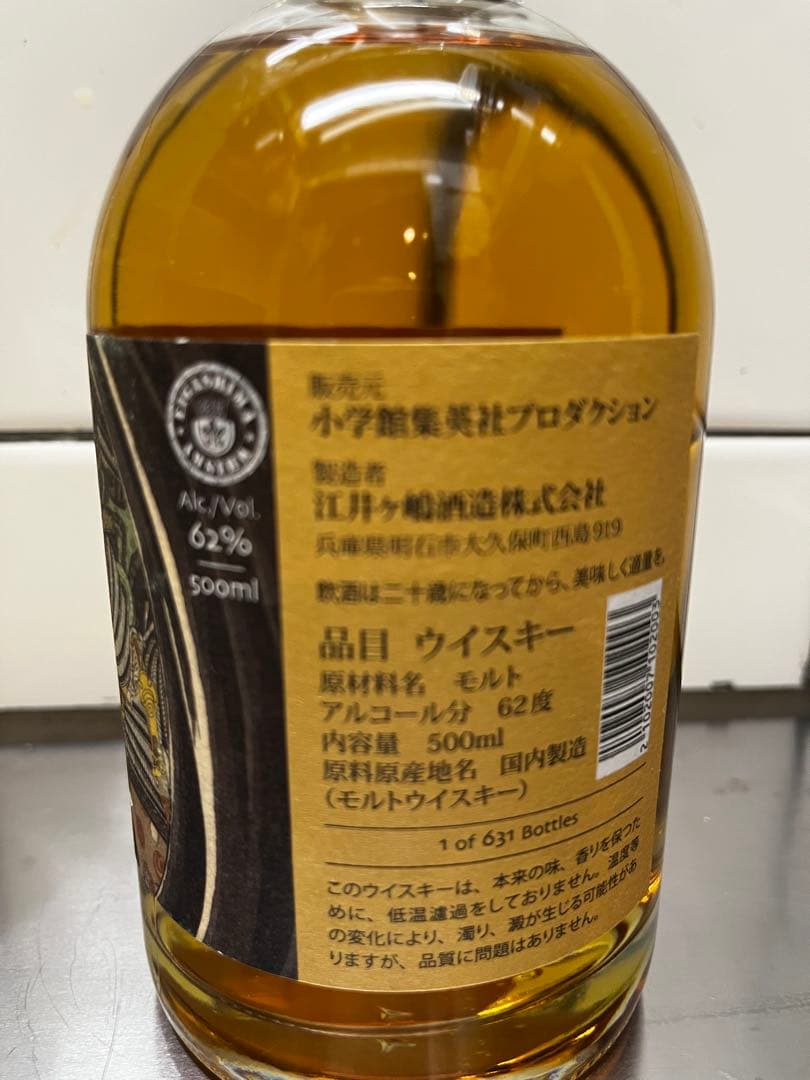 EIGASHIMA
AKASHI
Alc./Vol.
62%
500ml
販売元
小学館集英社プロダクション
製造者
江井ヶ嶋酒造株式会社
兵庫県明石市大久保町西島919
飲酒は二十歳になってから、美味しく適量を。
品目 ウイスキー
原材料名 モルト
アルコール分 62度
内容量 500ml
原料原産地名 国内製造
（モルトウイスキー）
1 of 631 Bottles
このウイスキーは、本来の味、香りを保つた
めに、低温濾過をしておりません。温度等
の変化により、濁り、澱が生じる可能性があ
りますが、品質に問題はありません。
2102007102003